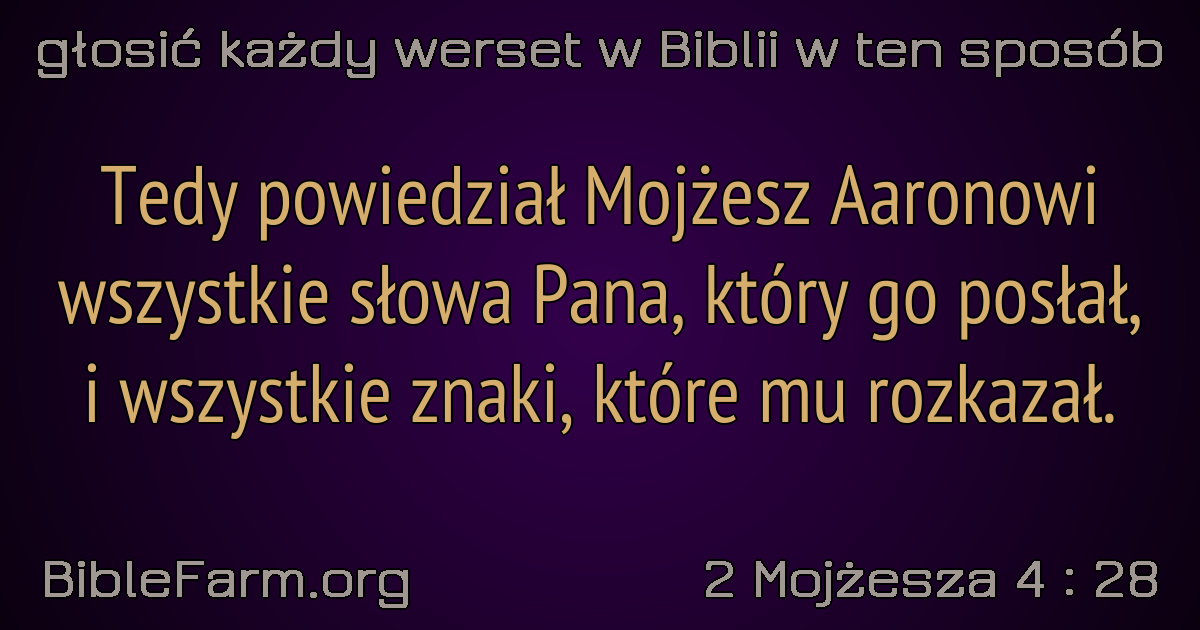 głosić każdy werset w Biblii w ten sposób
Tedy powiedział Mojżesz Aaronowi
wszystkie słowa Pana, który go posłał,
i wszystkie znaki, które mu rozkazał.
BibleFarm.org
2 Mojżesza 4 : 28